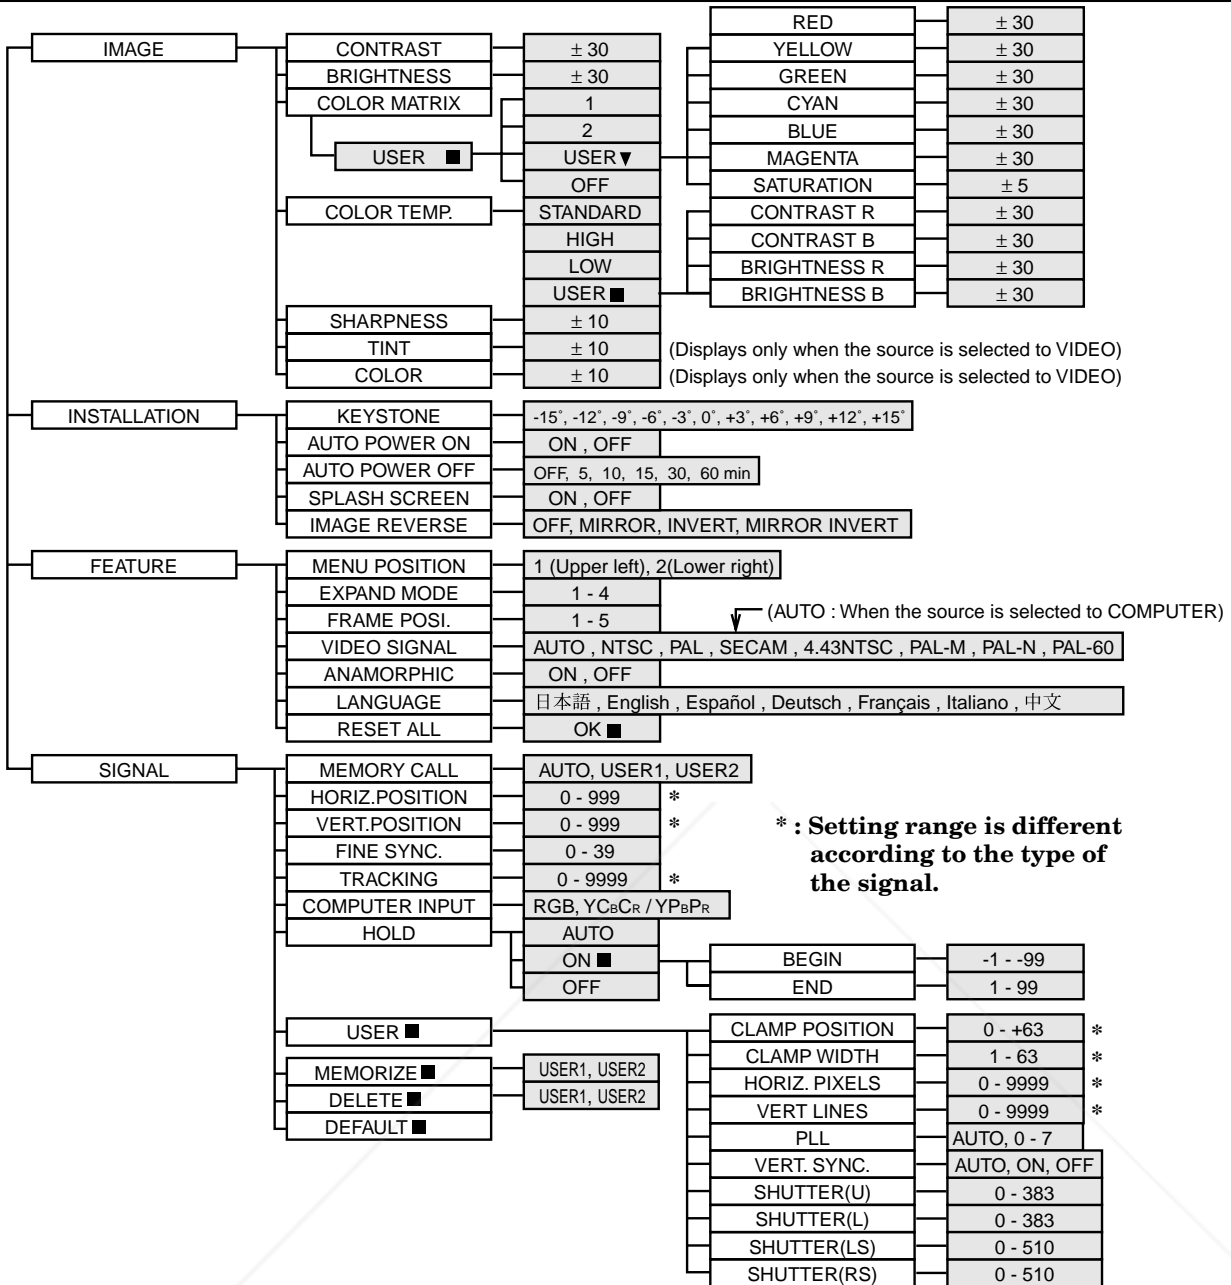 RED ± 30
IMAGE CONTRAST ± 30 YELLOW ± 30
BRIGHTNESS ± 30 GREEN ± 30
COLOR MATRIX 1 CYAN ± 30
2 BLUE ± 30
USER ■ USER ▼ MAGENTA ± 30
OFF SATURATION ± 5
COLOR TEMP. STANDARD CONTRAST R ± 30
HIGH CONTRAST B ± 30
LOW BRIGHTNESS R ± 30
USER ■ BRIGHTNESS B ± 30
SHARPNESS ± 10
TINT ± 10 (Displays only when the source is selected to VIDEO)
COLOR ± 10 (Displays only when the source is selected to VIDEO)
INSTALLATION KEYSTONE -15°, -12°, -9°, -6°, -3°, 0°, +3°, +6°, +9°, +12°, +15°
AUTO POWER ON ON , OFF
AUTO POWER OFF OFF, 5, 10, 15, 30, 60 min
SPLASH SCREEN ON , OFF
IMAGE REVERSE OFF, MIRROR, INVERT, MIRROR INVERT
FEATURE MENU POSITION 1 (Upper left), 2(Lower right)
EXPAND MODE 1 - 4
FRAME POSI. 1 - 5 (AUTO : When the source is selected to COMPUTER)
VIDEO SIGNAL AUTO , NTSC , PAL , SECAM , 4.43NTSC , PAL-M , PAL-N , PAL-60
ANAMORPHIC ON , OFF
LANGUAGE 日本語 , English , Español , Deutsch , Français , Italiano , 中文
RESET ALL OK ■
SIGNAL MEMORY CALL AUTO, USER1, USER2
HORIZ.POSITION 0 - 999 *
VERT.POSITION 0 - 999 *
FINE SYNC. 0 - 39
TRACKING 0 - 9999 *
* : Setting range is different
according to the type of
the signal.
COMPUTER INPUT RGB, YCBCR / YPBPR
HOLD AUTO
ON ■ BEGIN -1 - -99
OFF END 1 - 99
USER ■ CLAMP POSITION 0 - +63 *
CLAMP WIDTH 1 - 63 *
MEMORIZE ■ USER1, USER2 HORIZ. PIXELS 0 - 9999 *
DELETE ■ USER1, USER2 VERT LINES 0 - 9999 *
DEFAULT ■ PLL AUTO, 0 - 7
VERT. SYNC. AUTO, ON, OFF
SHUTTER(U) 0 - 383
SHUTTER(L) 0 - 383
SHUTTER(LS) 0 - 510
SHUTTER(RS) 0 - 510